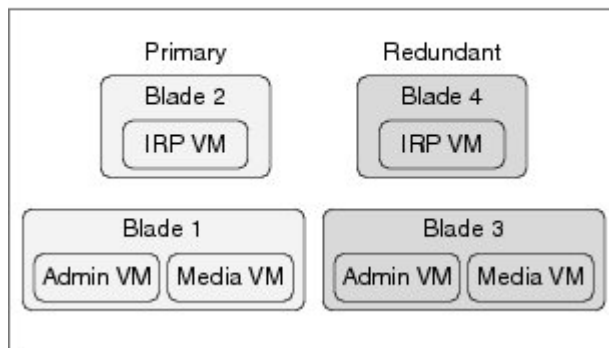 Primary
Redundant
Blade 2
IRP VM
Blade 4
IRP VM
Blade 1
Admin VM
Media VM
Blade 3
Admin VM
Media VM